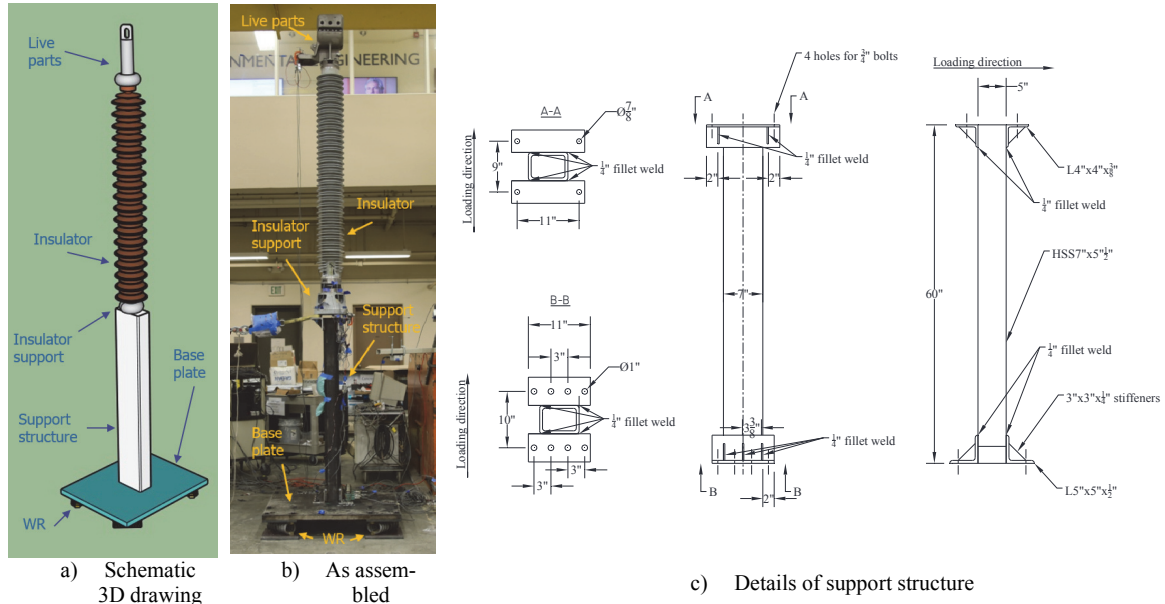 Live
parts
Insulator
Insulator
support
Base
plate
Support
structure
WR
a) Schematic
3D drawing
Live parts
NMENTAL ENGINEERING
EXIT
Insulator
Insulator
support
Support
structure
Base
plate
WR
b) As assem-
bled
A-A
Loading direction
Ø7/8"
9"
1/4" fillet weld
11"
B-B
11"
3"
Ø1"
Loading direction
10"
1/4" fillet weld
3"
3"
4 holes for 3/4" bolts
A
A
1/4" fillet weld
2"
2"
7"
3 3/8"
1/4" fillet weld
B
B
2"
Loading direction
5"
L4"x4"x3/8"
1/4" fillet weld
HSS7"x5"1/2"
60"
1/4" fillet weld
3"x3"x1/4" stiffeners
L5"x5"x1/2"
c) Details of support structure